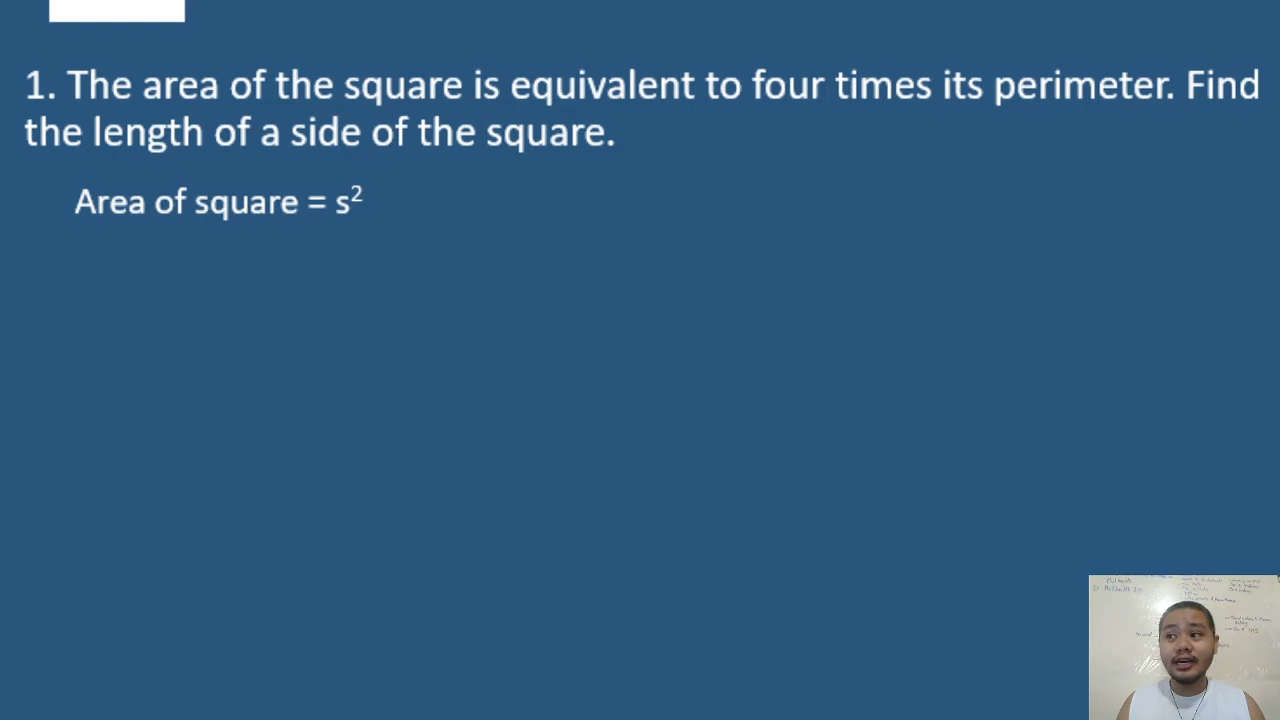 1. The area of the square is equivalent to four times its perimeter. Find
the length of a side of the square.
Area of square = s²